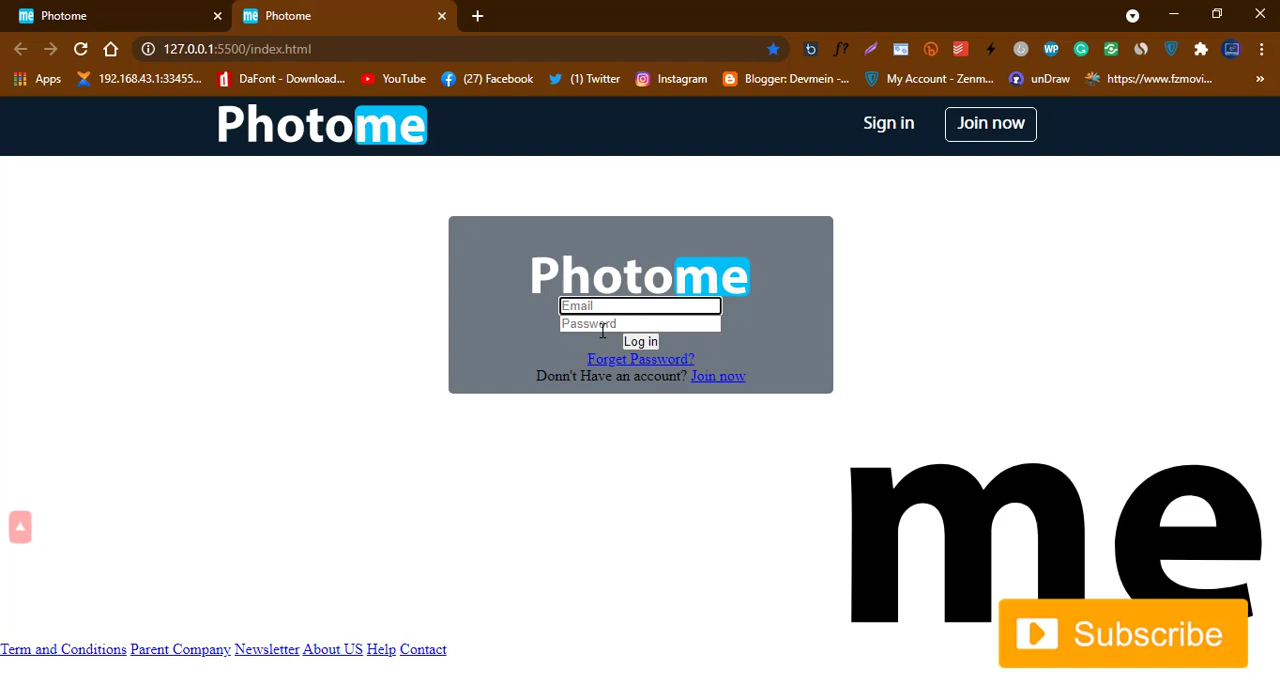 me Photome
me Photome
127.0.0.1:5500/index.html
Apps 192.168.43.1:33455... DaFont - Download... YouTube (27) Facebook (1) Twitter Instagram Blogger: Devmein -... My Account - Zenm... unDraw https://www.fzmovi... »
Photome Sign in Join now
Photome
Email
Password
Log in
Forget Password?
Donn't Have an account? Join now
me
Subscribe
Term and Conditions Parent Company Newsletter About US Help Contact